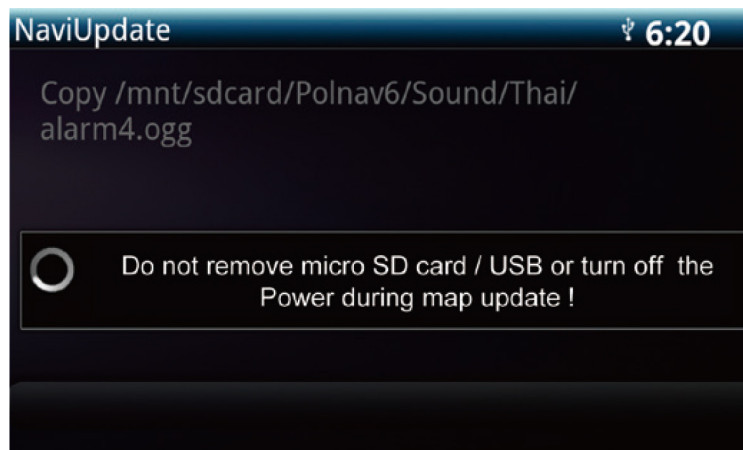 NaviUpdate
6:20
Copy /mnt/sdcard/Polnav6/Sound/Thai/
alarm4.ogg
Do not remove micro SD card / USB or turn off the
Power during map update !